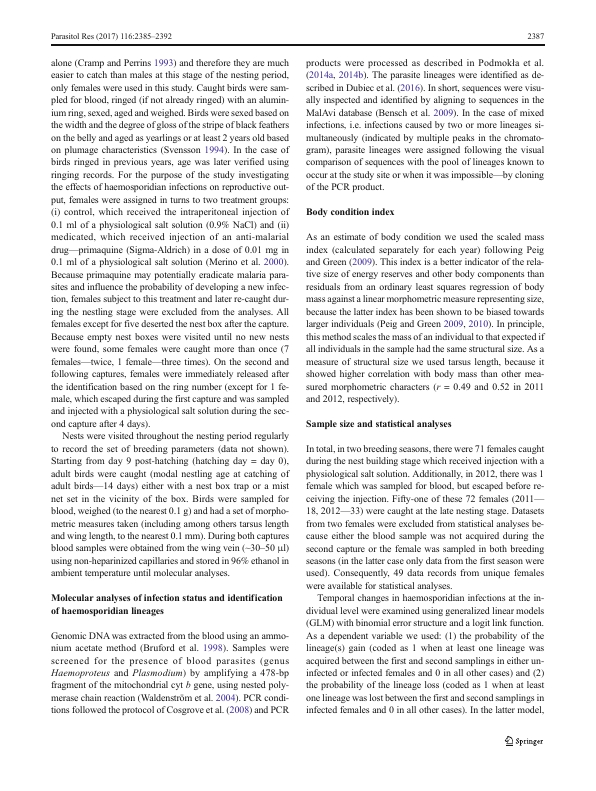 Parasitol Res (2017) 116:2385–2392
2387
alone (Cramp and Perrins 1993) and therefore they are much
easier to catch than males at this stage of the nesting period,
only females were used in this study. Caught birds were sam-
pled for blood, ringed (if not already ringed) with an alumin-
ium ring, sexed, aged and weighed. Birds were sexed based on
the width and the degree of gloss of the stripe of black feathers
on the belly and aged as yearlings or at least 2 years old based
on plumage characteristics (Svensson 1994). In the case of
birds ringed in previous years, age was later verified using
ringing records. For the purpose of the study investigating
the effects of haemosporidian infections on reproductive out-
put, females were assigned in turns to two treatment groups:
(i) control, which received the intraperitoneal injection of
0.1 ml of a physiological salt solution (0.9% NaCl) and (ii)
medicated, which received injection of an anti-malarial
drug—primaquine (Sigma-Aldrich) in a dose of 0.01 mg in
0.1 ml of a physiological salt solution (Merino et al. 2000).
Because primaquine may potentially eradicate malaria para-
sites and influence the probability of developing a new infec-
tion, females subject to this treatment and later re-caught dur-
ing the nestling stage were excluded from the analyses. All
females except for five deserted the nest box after the capture.
Because empty nest boxes were visited until no new nests
were found, some females were caught more than once (7
females—twice, 1 female—three times). On the second and
following captures, females were immediately released after
the identification based on the ring number (except for 1 fe-
male, which escaped during the first capture and was sampled
and injected with a physiological salt solution during the sec-
ond capture after 4 days).
Nests were visited throughout the nesting period regularly
to record the set of breeding parameters (data not shown).
Starting from day 9 post-hatching (hatching day = day 0),
adult birds were caught (modal nestling age at catching of
adult birds—14 days) either with a nest box trap or a mist
net set in the vicinity of the box. Birds were sampled for
blood, weighed (to the nearest 0.1 g) and had a set of morpho-
metric measures taken (including among others tarsus length
and wing length, to the nearest 0.1 mm). During both captures
blood samples were obtained from the wing vein (~30–50 μl)
using non-heparinized capillaries and stored in 96% ethanol in
ambient temperature until molecular analyses.
Molecular analyses of infection status and identification
of haemosporidian lineages
Genomic DNA was extracted from the blood using an ammo-
nium acetate method (Bruford et al. 1998). Samples were
screened for the presence of blood parasites (genus
Haemoproteus and Plasmodium) by amplifying a 478-bp
fragment of the mitochondrial cyt b gene, using nested poly-
merase chain reaction (Waldenström et al. 2004). PCR condi-
tions followed the protocol of Cosgrove et al. (2008) and PCR
products were processed as described in Podmokła et al.
(2014a, 2014b). The parasite lineages were identified as de-
scribed in Dubiec et al. (2016). In short, sequences were visu-
ally inspected and identified by aligning to sequences in the
MalAvi database (Bensch et al. 2009). In the case of mixed
infections, i.e. infections caused by two or more lineages si-
multaneously (indicated by multiple peaks in the chromato-
gram), parasite lineages were assigned following the visual
comparison of sequences with the pool of lineages known to
occur at the study site or when it was impossible—by cloning
of the PCR product.
Body condition index
As an estimate of body condition we used the scaled mass
index (calculated separately for each year) following Peig
and Green (2009). This index is a better indicator of the rela-
tive size of energy reserves and other body components than
residuals from an ordinary least squares regression of body
mass against a linear morphometric measure representing size,
because the latter index has been shown to be biased towards
larger individuals (Peig and Green 2009, 2010). In principle,
this method scales the mass of an individual to that expected if
all individuals in the sample had the same structural size. As a
measure of structural size we used tarsus length, because it
showed higher correlation with body mass than other mea-
sured morphometric characters (r = 0.49 and 0.52 in 2011
and 2012, respectively).
Sample size and statistical analyses
In total, in two breeding seasons, there were 71 females caught
during the nest building stage which received injection with a
physiological salt solution. Additionally, in 2012, there was 1
female which was sampled for blood, but escaped before re-
ceiving the injection. Fifty-one of these 72 females (2011—
18, 2012—33) were caught at the late nesting stage. Datasets
from two females were excluded from statistical analyses be-
cause either the blood sample was not acquired during the
second capture or the female was sampled in both breeding
seasons (in the latter case only data from the first season were
used). Consequently, 49 data records from unique females
were available for statistical analyses.
Temporal changes in haemosporidian infections at the in-
dividual level were examined using generalized linear models
(GLM) with binomial error structure and a logit link function.
As a dependent variable we used: (1) the probability of the
lineage(s) gain (coded as 1 when at least one lineage was
acquired between the first and second samplings in either un-
infected or infected females and 0 in all other cases) and (2)
the probability of the lineage loss (coded as 1 when at least
one lineage was lost between the first and second samplings in
infected females and 0 in all other cases). In the latter model,
Springer